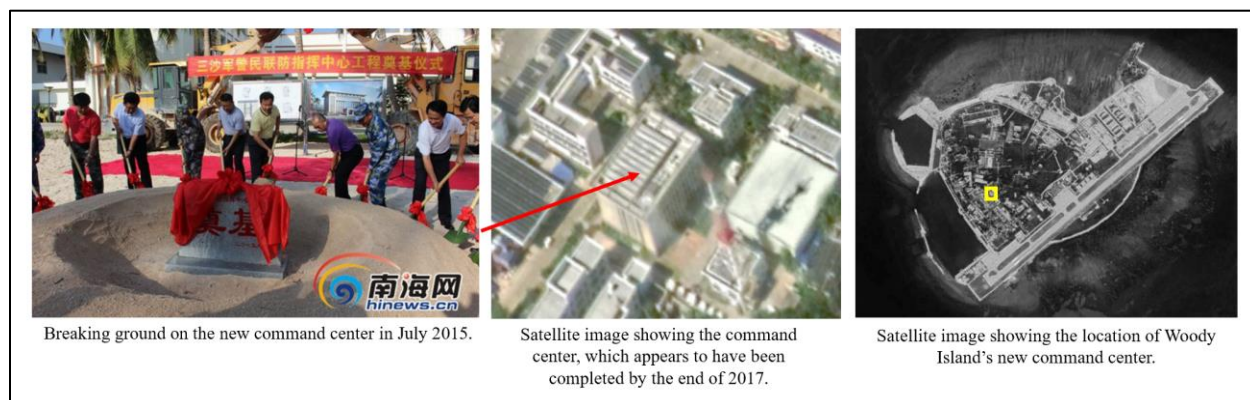 三沙军警民联防指挥中心工程奠基仪式
奠基
南海网
hinews.cn
Breaking ground on the new command center in July 2015.
Satellite image showing the command
center, which appears to have been
completed by the end of 2017.
Satellite image showing the location of Woody
Island’s new command center.